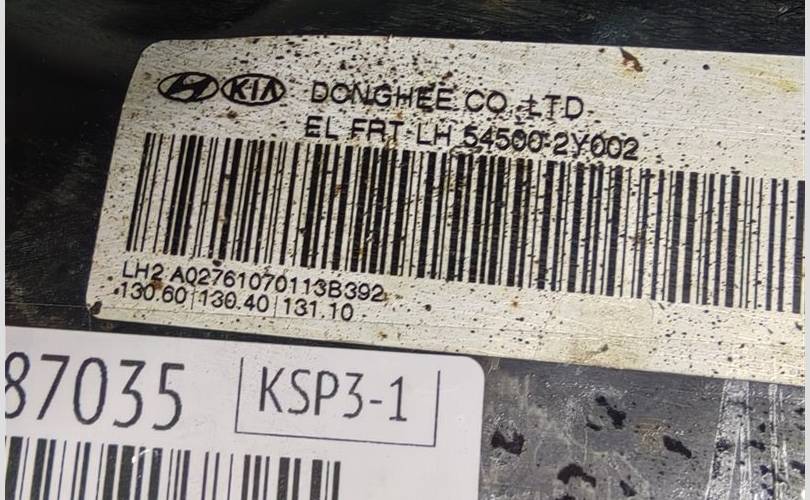 KIA DONGHEE CO.,LTD
EL FRT LH 54500-2Y002
LH2 A02761070113B392
130.60|130.40|131.10
87035 KSP3-1